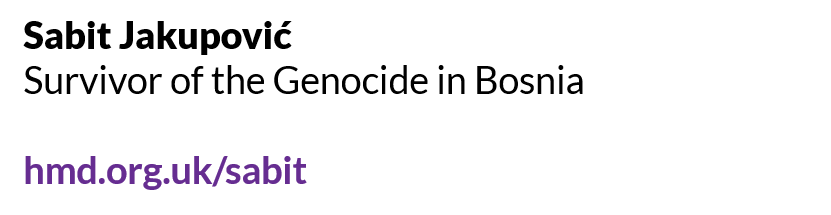 Sabit Jakupović
Survivor of the Genocide in Bosnia
hmd.org.uk/sabit